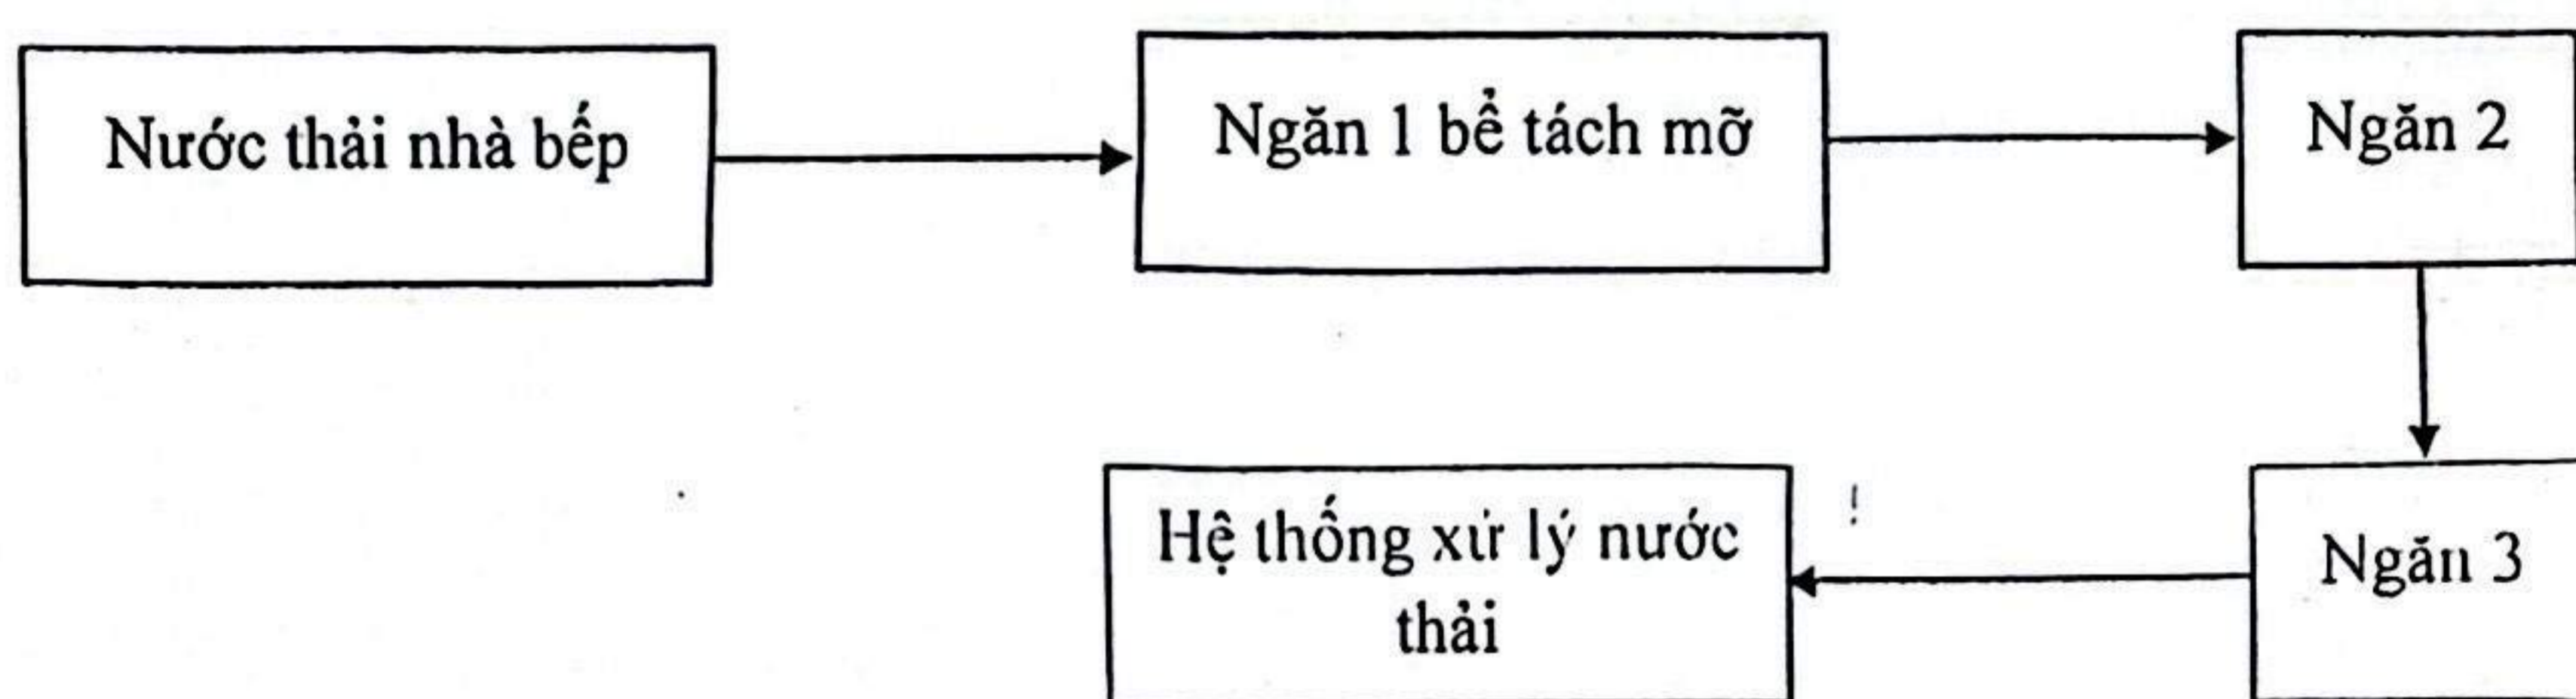 Nước thải nhà bếp
Ngăn 1 bể tách mỡ
Ngăn 2
Ngăn 3
Hệ thống xử lý nước
thải